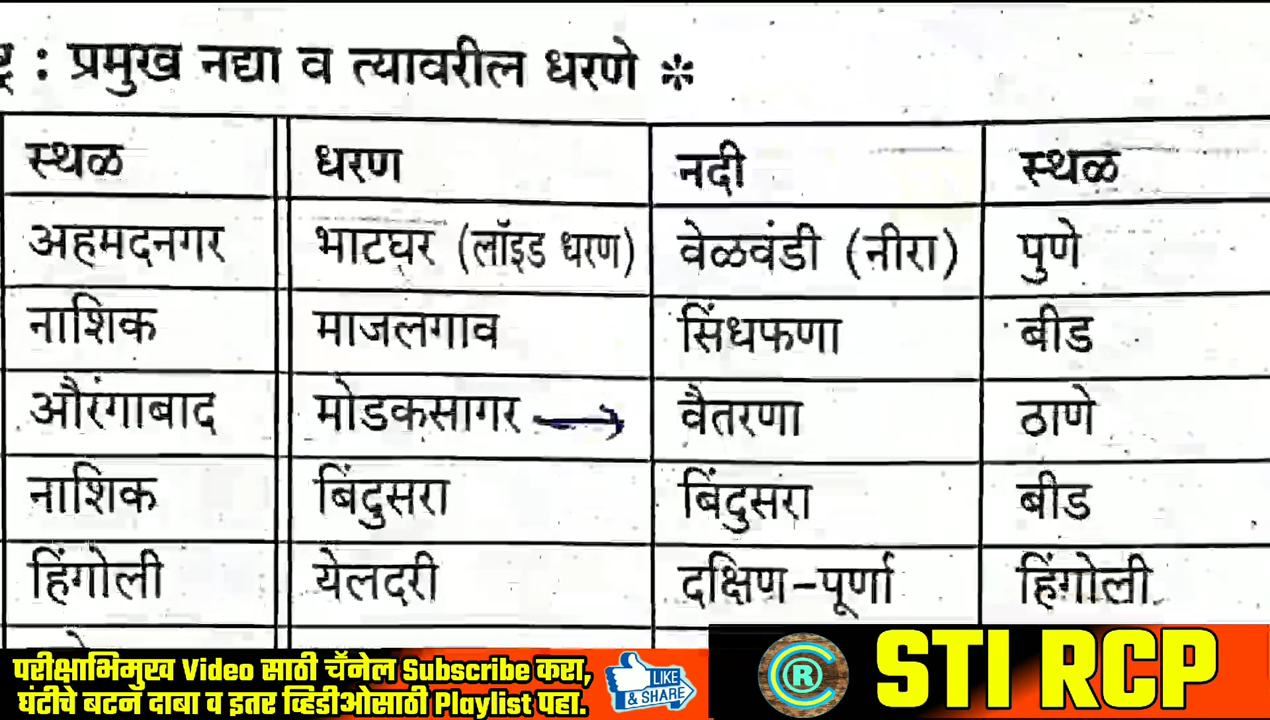 ष्ट्र : प्रमुख नद्या व त्यावरील धरणे *
स्थळ धरण नदी स्थळ
अहमदनगर भाटघर (लॉइड धरण) वेळवंडी (नीरा) पुणे
नाशिक माजलगाव सिंधफणा बीड
औरंगाबाद मोडकसागर → वैतरणा ठाणे
नाशिक बिंदुसरा बिंदुसरा बीड
हिंगोली येलदरी दक्षिण-पूर्णा हिंगोली
परीक्षाभिमुख Video साठी चॅनेल Subscribe करा,
घंटीचे बटन दाबा व इतर व्हिडीओसाठी Playlist पहा.
LIKE
& SHARE
R
STI RCP